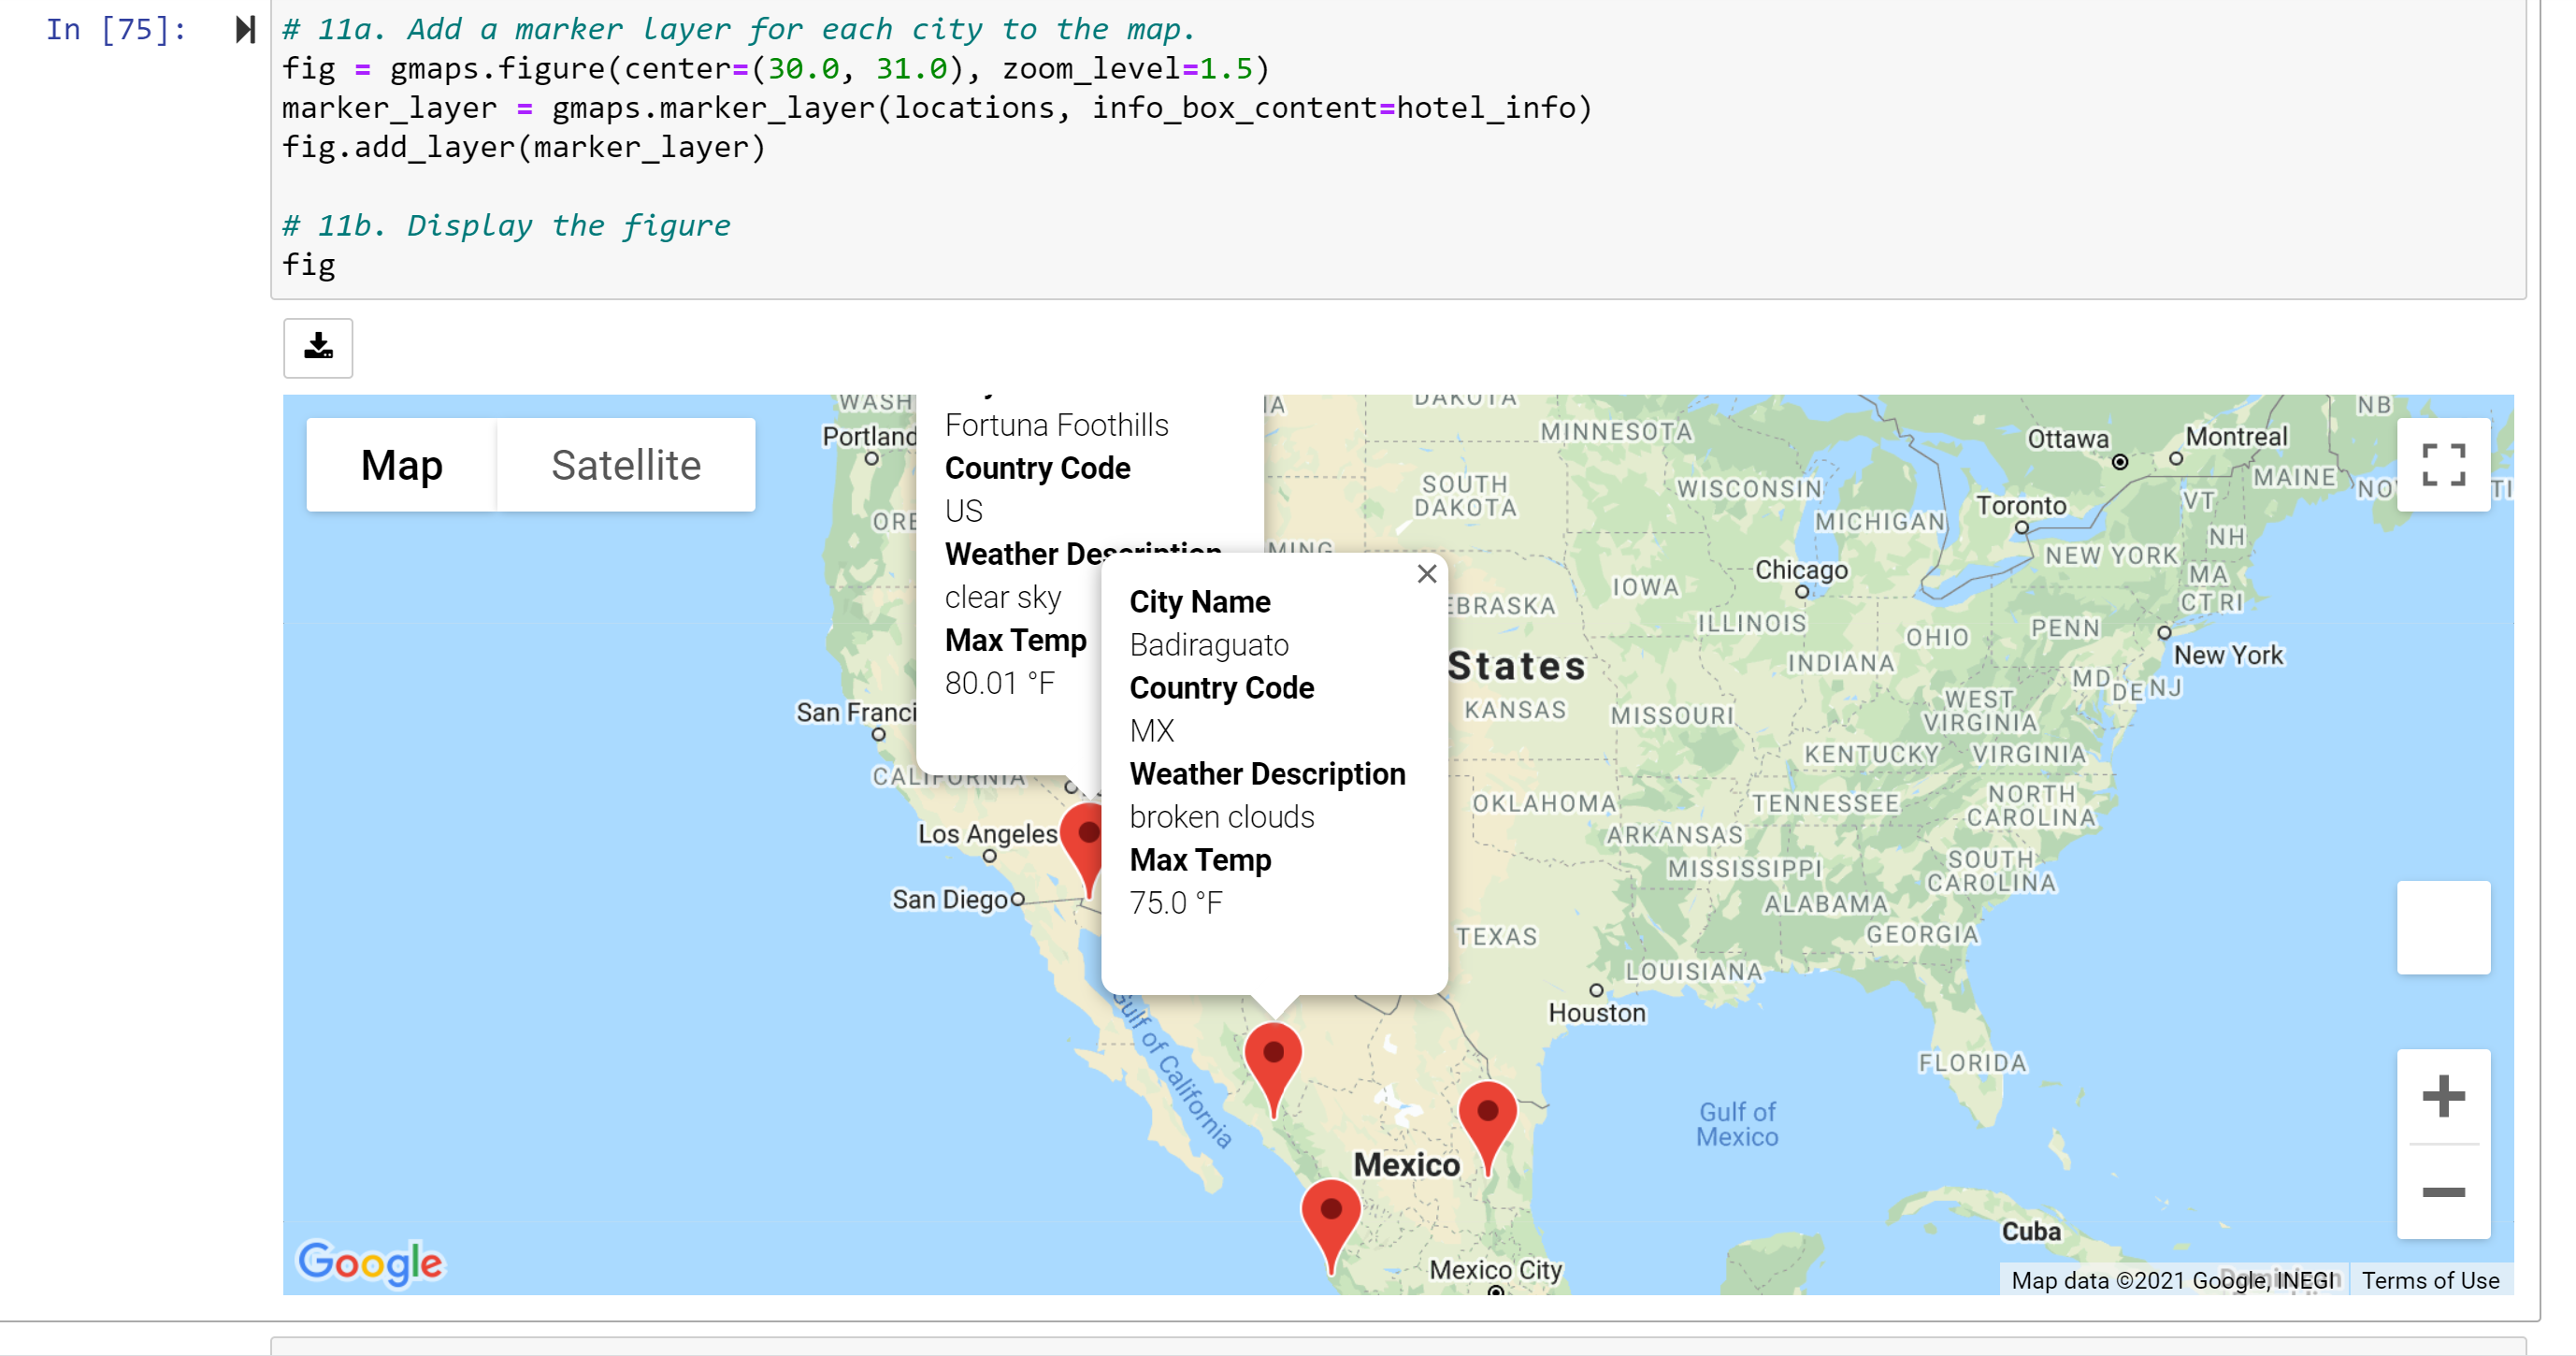 In [75]:
# 11a. Add a marker layer for each city to the map.
fig = gmaps.figure(center=(30.0, 31.0), zoom_level=1.5)
marker_layer = gmaps.marker_layer(locations, info_box_content=hotel_info)
fig.add_layer(marker_layer)
# 11b. Display the figure
fig
Map
Satellite
WASH
Portland
ORE
San Franci
CALIFORNIA
Los Angeles
San Diego
Fortuna Foothills
Country Code
US
Weather Description
clear sky
Max Temp
80.01 °F
City Name
Badiraguato
Country Code
MX
Weather Description
broken clouds
Max Temp
75.0 °F
DAKOTA
MINNESOTA
SOUTH
DAKOTA
WISCONSIN
MICHIGAN
Ottawa
Montreal
NB
MAINE
NO
TI
Toronto
VT
NH
NEW YORK
MA
CT RI
MING
IOWA
Chicago
EBRASKA
ILLINOIS
OHIO
PENN
New York
States
INDIANA
MD
DE
NJ
KANSAS
MISSOURI
WEST
VIRGINIA
KENTUCKY
VIRGINIA
OKLAHOMA
TENNESSEE
NORTH
CAROLINA
ARKANSAS
MISSISSIPPI
SOUTH
CAROLINA
ALABAMA
TEXAS
GEORGIA
LOUISIANA
Houston
FLORIDA
Gulf of California
Gulf of
Mexico
Mexico
Cuba
Mexico City
Google
Map data ©2021 Google, INEGI
Terms of Use